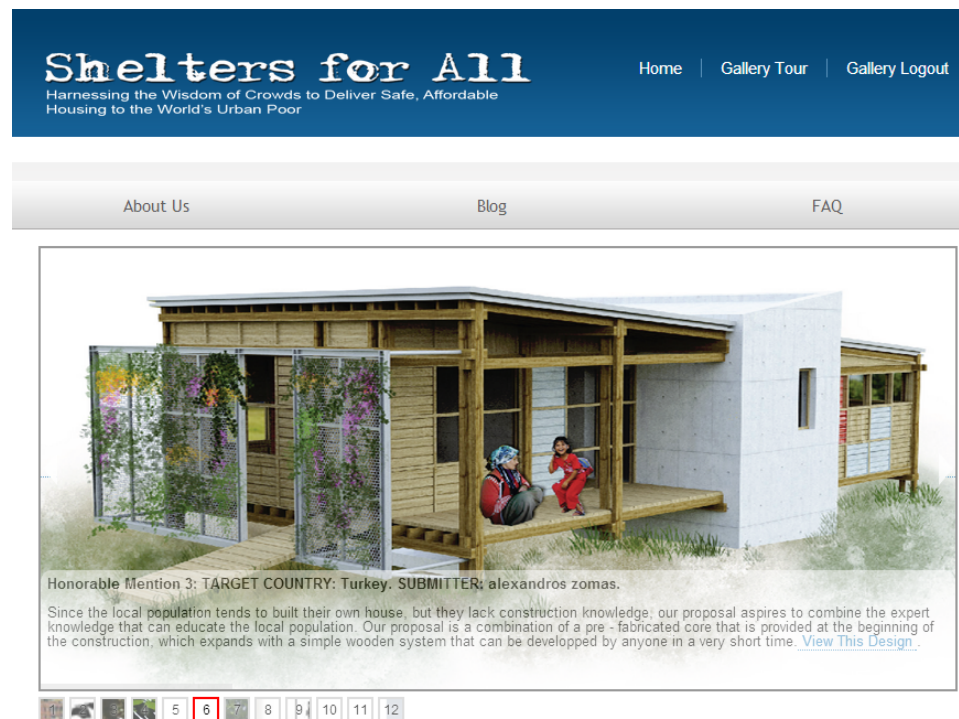 Shelters for All
Harnessing the Wisdom of Crowds to Deliver Safe, Affordable
Housing to the World's Urban Poor
Home Gallery Tour Gallery Logout
About Us Blog FAQ
Honorable Mention 3: TARGET COUNTRY: Turkey. SUBMITTER: alexandros zomas.
Since the local population tends to built their own house, but they lack construction knowledge, our proposal aspires to combine the expert
knowledge that can educate the local population. Our proposal is a combination of a pre - fabricated core that is provided at the beginning of
the construction, which expands with a simple wooden system that can be developped by anyone in a very short time. View This Design .
1 2 3 4 5 6 7 8 9 10 11 12